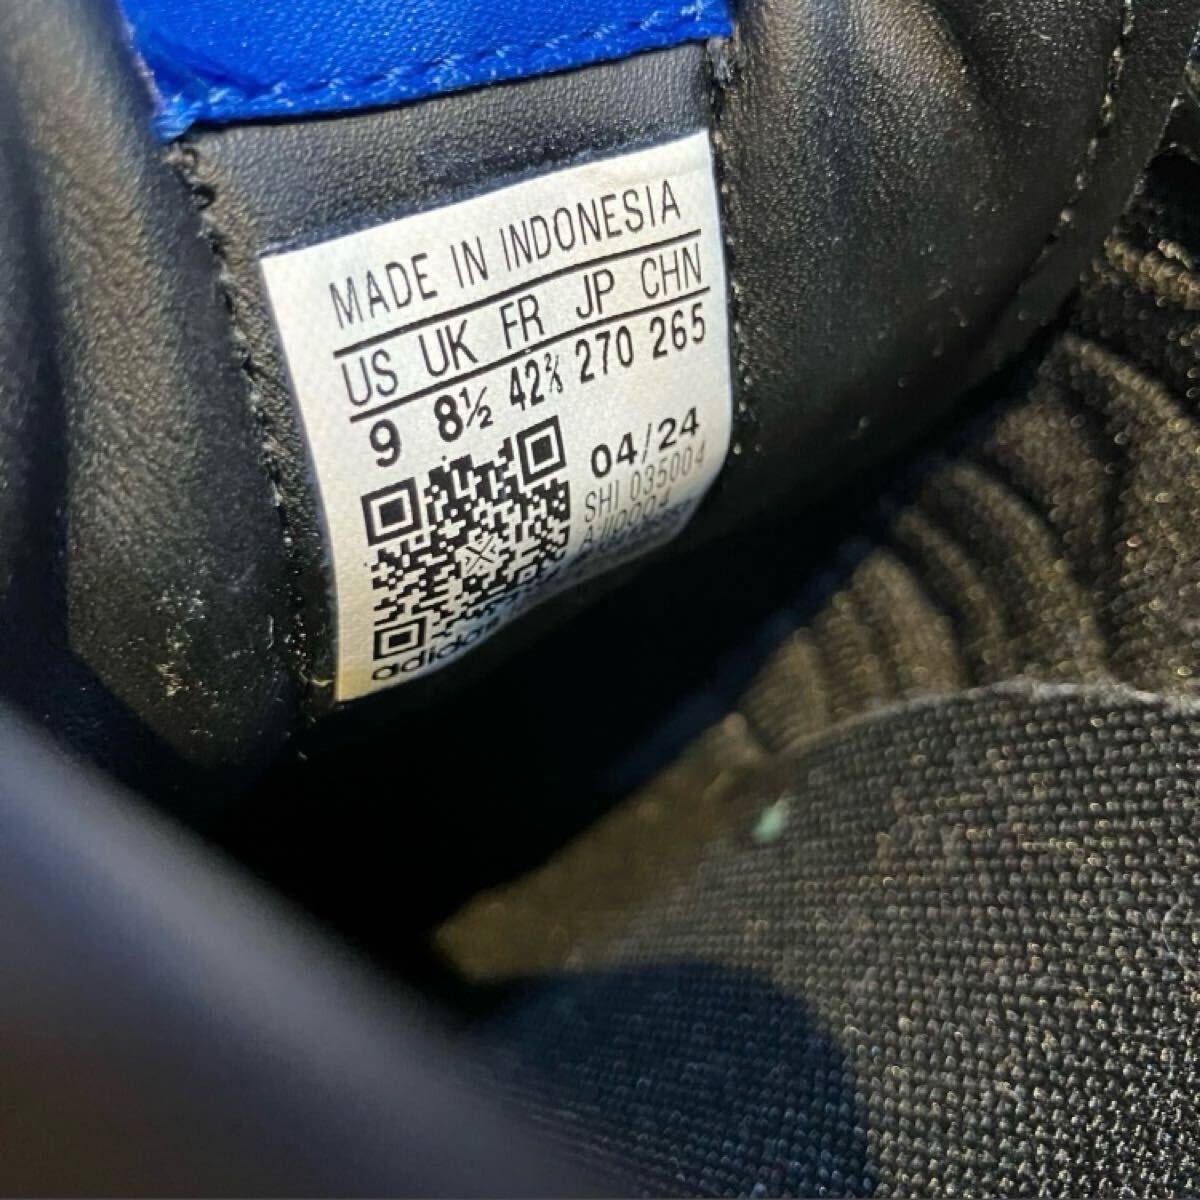 MADE IN INDONESIA
US UK FR JP CHN
9 8½ 42⅔ 270 265
04/24
SHI 035004
adidas